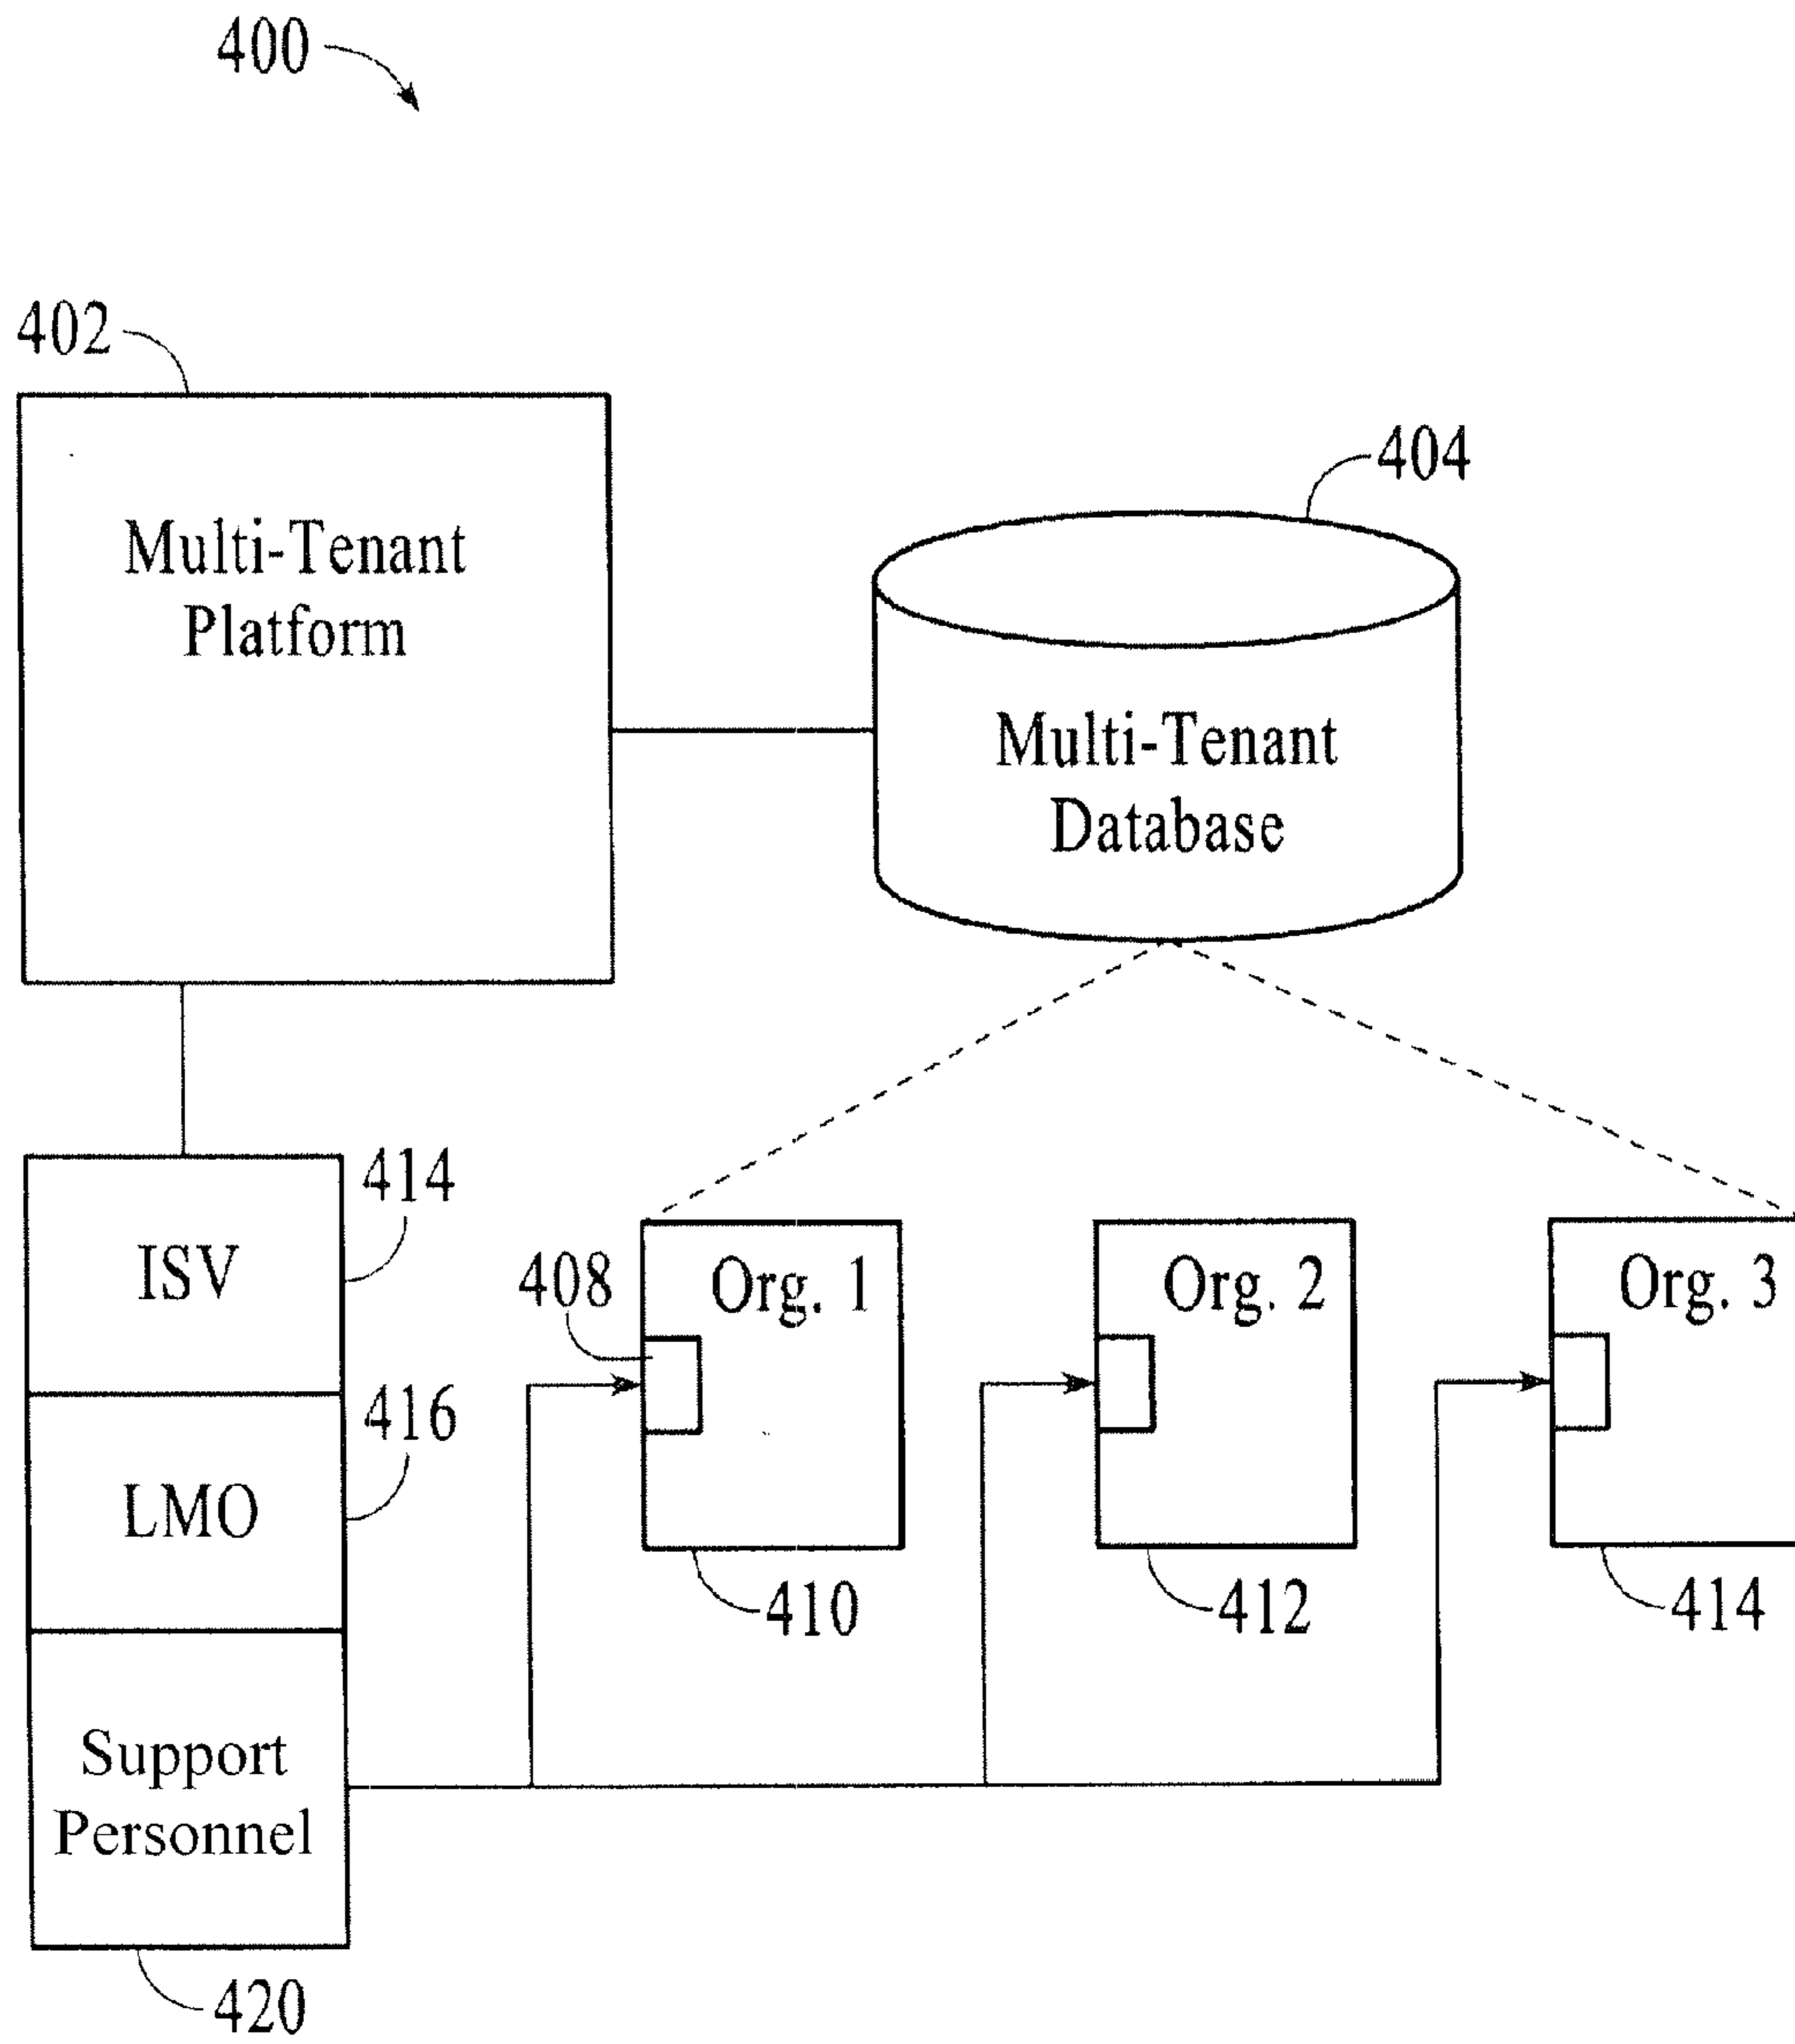 400
402
Multi-Tenant
Platform
404
Multi-Tenant
Database
ISV
414
LMO
416
Support
Personnel
420
408
Org. 1
410
Org. 2
412
Org. 3
414